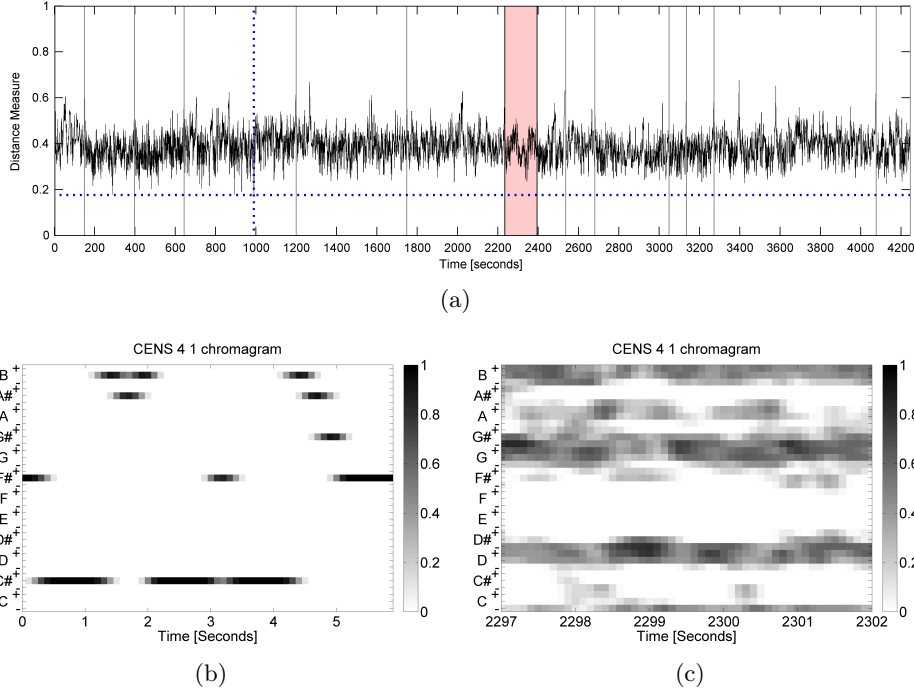 1
0.8
0.6
0.4
0.2
0
Distance Measure
0 200 400 600 800 1000 1200 1400 1600 1800 2000 2200 2400 2600 2800 3000 3200 3400 3600 3800 4000 4200
Time [seconds]
(a)
CENS 4 1 chromagram
B + -
A# + -
A + -
G# + -
G + -
F# + -
F + -
E + -
D# + -
D + -
C# + -
C + -
0 1 2 3 4 5
Time [Seconds]
1
0.8
0.6
0.4
0.2
0
(b)
CENS 4 1 chromagram
B + -
A# + -
A + -
G# + -
G + -
F# + -
F + -
E + -
D# + -
D + -
C# + -
C + -
2297 2298 2299 2300 2301 2302
Time [Seconds]
1
0.8
0.6
0.4
0.2
0
(c)